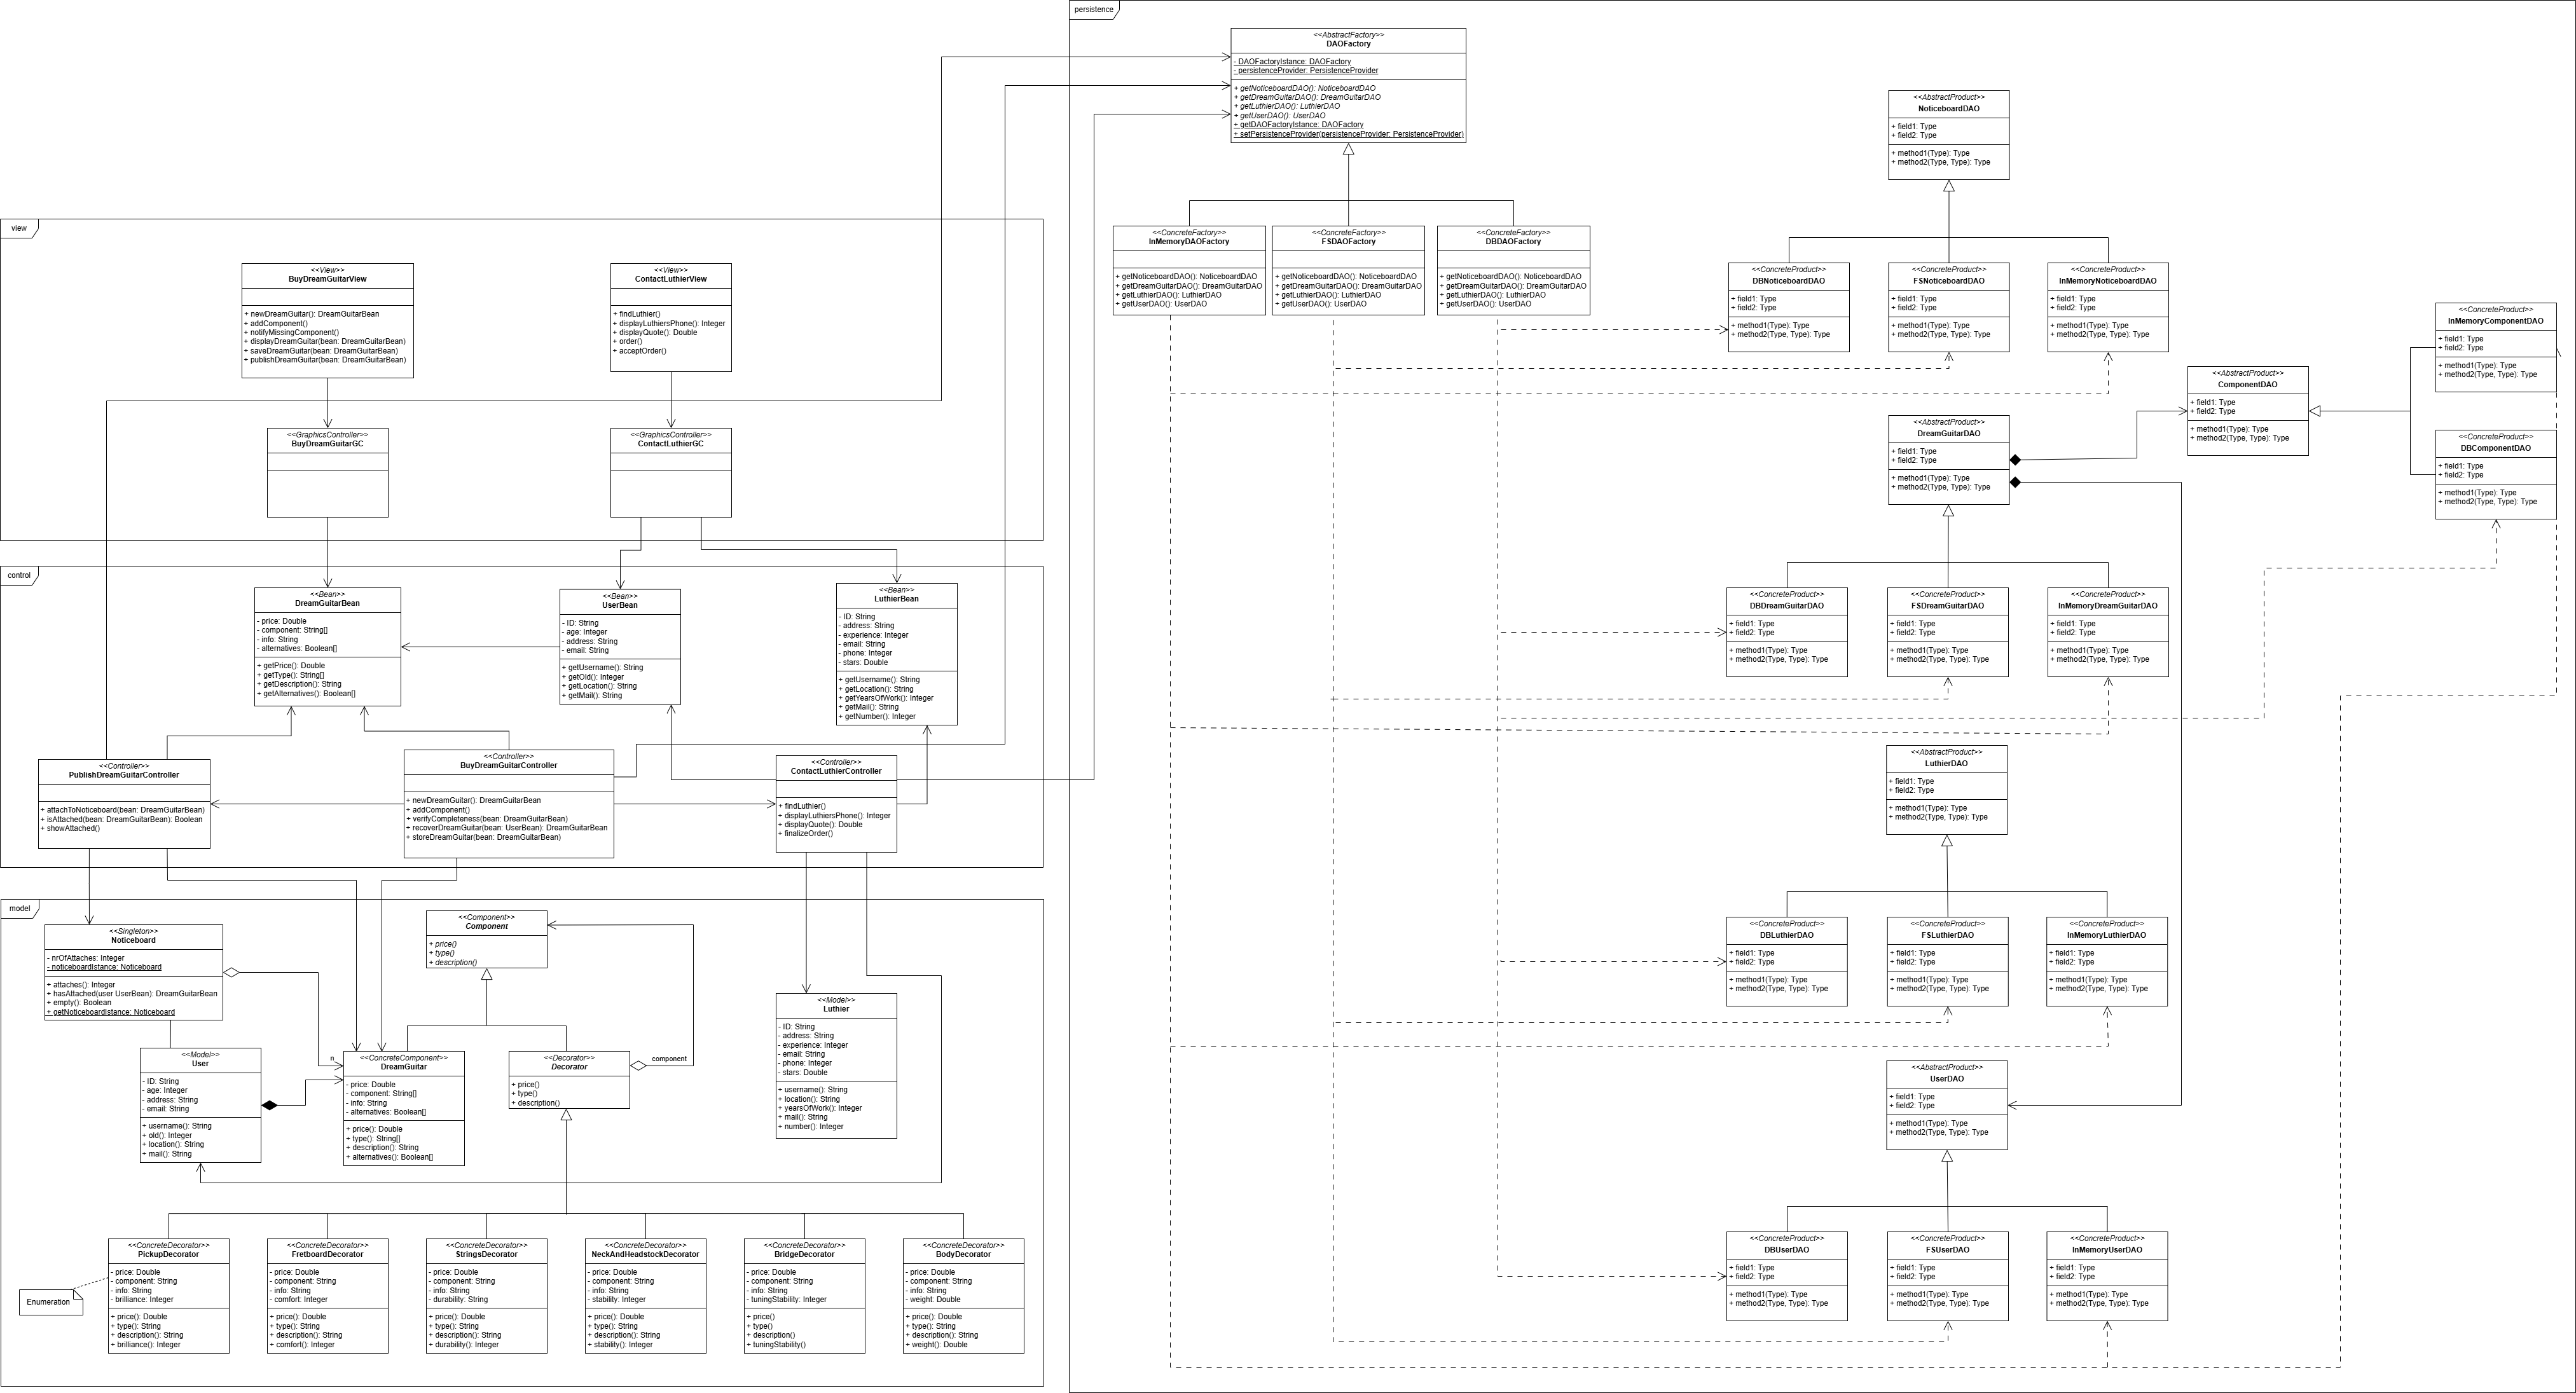 persistence
<<AbstractFactory>>
DAOFactory
- DAOFactoryIstance: DAOFactory
- persistenceProvider: PersistenceProvider
+ getNoticeboardDAO(): NoticeboardDAO
+ getDreamGuitarDAO(): DreamGuitarDAO
+ getLuthierDAO(): LuthierDAO
+ getUserDAO(): UserDAO
+ getDAOFactoryIstance: DAOFactory
+ setPersistenceProvider(persistenceProvider: PersistenceProvider)
<<ConcreteFactory>>
InMemoryDAOFactory
+ getNoticeboardDAO(): NoticeboardDAO
+ getDreamGuitarDAO(): DreamGuitarDAO
+ getLuthierDAO(): LuthierDAO
+ getUserDAO(): UserDAO
<<ConcreteFactory>>
FSDAOFactory
+ getNoticeboardDAO(): NoticeboardDAO
+ getDreamGuitarDAO(): DreamGuitarDAO
+ getLuthierDAO(): LuthierDAO
+ getUserDAO(): UserDAO
<<ConcreteFactory>>
DBDAOFactory
+ getNoticeboardDAO(): NoticeboardDAO
+ getDreamGuitarDAO(): DreamGuitarDAO
+ getLuthierDAO(): LuthierDAO
+ getUserDAO(): UserDAO
<<AbstractProduct>>
NoticeboardDAO
+ field1: Type
+ field2: Type
+ method1(Type): Type
+ method2(Type, Type): Type
<<ConcreteProduct>>
DBNoticeboardDAO
+ field1: Type
+ field2: Type
+ method1(Type): Type
+ method2(Type, Type): Type
<<ConcreteProduct>>
FSNoticeboardDAO
+ field1: Type
+ field2: Type
+ method1(Type): Type
+ method2(Type, Type): Type
<<ConcreteProduct>>
InMemoryNoticeboardDAO
+ field1: Type
+ field2: Type
+ method1(Type): Type
+ method2(Type, Type): Type
<<ConcreteProduct>>
InMemoryComponentDAO
+ field1: Type
+ field2: Type
+ method1(Type): Type
+ method2(Type, Type): Type
<<AbstractProduct>>
ComponentDAO
+ field1: Type
+ field2: Type
+ method1(Type): Type
+ method2(Type, Type): Type
<<ConcreteProduct>>
DBComponentDAO
+ field1: Type
+ field2: Type
+ method1(Type): Type
+ method2(Type, Type): Type
<<AbstractProduct>>
DreamGuitarDAO
+ field1: Type
+ field2: Type
+ method1(Type): Type
+ method2(Type, Type): Type
<<ConcreteProduct>>
DBDreamGuitarDAO
+ field1: Type
+ field2: Type
+ method1(Type): Type
+ method2(Type, Type): Type
<<ConcreteProduct>>
FSDreamGuitarDAO
+ field1: Type
+ field2: Type
+ method1(Type): Type
+ method2(Type, Type): Type
<<ConcreteProduct>>
InMemoryDreamGuitarDAO
+ field1: Type
+ field2: Type
+ method1(Type): Type
+ method2(Type, Type): Type
<<AbstractProduct>>
LuthierDAO
+ field1: Type
+ field2: Type
+ method1(Type): Type
+ method2(Type, Type): Type
<<ConcreteProduct>>
DBLuthierDAO
+ field1: Type
+ field2: Type
+ method1(Type): Type
+ method2(Type, Type): Type
<<ConcreteProduct>>
FSLuthierDAO
+ field1: Type
+ field2: Type
+ method1(Type): Type
+ method2(Type, Type): Type
<<ConcreteProduct>>
InMemoryLuthierDAO
+ field1: Type
+ field2: Type
+ method1(Type): Type
+ method2(Type, Type): Type
<<AbstractProduct>>
UserDAO
+ field1: Type
+ field2: Type
+ method1(Type): Type
+ method2(Type, Type): Type
<<ConcreteProduct>>
DBUserDAO
+ field1: Type
+ field2: Type
+ method1(Type): Type
+ method2(Type, Type): Type
<<ConcreteProduct>>
FSUserDAO
+ field1: Type
+ field2: Type
+ method1(Type): Type
+ method2(Type, Type): Type
<<ConcreteProduct>>
InMemoryUserDAO
+ field1: Type
+ field2: Type
+ method1(Type): Type
+ method2(Type, Type): Type
view
<<View>>
BuyDreamGuitarView
+ newDreamGuitar(): DreamGuitarBean
+ addComponent()
+ notifyMissingComponent()
+ displayDreamGuitar(bean: DreamGuitarBean)
+ saveDreamGuitar(bean: DreamGuitarBean)
+ publishDreamGuitar(bean: DreamGuitarBean)
<<View>>
ContactLuthierView
+ findLuthier()
+ displayLuthiersPhone(): Integer
+ displayQuote(): Double
+ order()
+ acceptOrder()
<<GraphicsController>>
BuyDreamGuitarGC
<<GraphicsController>>
ContactLuthierGC
control
<<Bean>>
DreamGuitarBean
- price: Double
- component: String[]
- info: String
- alternatives: Boolean[]
+ getPrice(): Double
+ getType(): String[]
+ getDescription(): String
+ getAlternatives(): Boolean[]
<<Bean>>
UserBean
- ID: String
- age: Integer
- address: String
- email: String
+ getUsername(): String
+ getOld(): Integer
+ getLocation(): String
+ getMail(): String
<<Bean>>
LuthierBean
- ID: String
- address: String
- experience: Integer
- email: String
- phone: Integer
- stars: Double
+ getUsername(): String
+ getLocation(): String
+ getYearsOfWork(): Integer
+ getMail(): String
+ getNumber(): Integer
<<Controller>>
PublishDreamGuitarController
+ attachToNoticeboard(bean: DreamGuitarBean)
+ isAttached(bean: DreamGuitarBean): Boolean
+ showAttached()
<<Controller>>
BuyDreamGuitarController
+ newDreamGuitar(): DreamGuitarBean
+ addComponent()
+ verifyCompleteness(bean: DreamGuitarBean)
+ recoverDreamGuitar(bean: UserBean): DreamGuitarBean
+ storeDreamGuitar(bean: DreamGuitarBean)
<<Controller>>
ContactLuthierController
+ findLuthier()
+ displayLuthiersPhone(): Integer
+ displayQuote(): Double
+ finalizeOrder()
model
<<Singleton>>
Noticeboard
- nrOfAttaches: Integer
- noticeboardIstance: Noticeboard
+ attaches(): Integer
+ hasAttached(user UserBean): DreamGuitarBean
+ empty(): Boolean
+ getNoticeboardIstance: Noticeboard
<<Component>>
Component
+ price()
+ type()
+ description()
<<Model>>
User
- ID: String
- age: Integer
- address: String
- email: String
+ username(): String
+ old(): Integer
+ location(): String
+ mail(): String
n
<<ConcreteComponent>>
DreamGuitar
- price: Double
- component: String[]
- info: String
- alternatives: Boolean[]
+ price(): Double
+ type(): String[]
+ description(): String
+ alternatives(): Boolean[]
<<Decorator>>
Decorator
+ price()
+ type()
+ description()
component
<<Model>>
Luthier
- ID: String
- address: String
- experience: Integer
- email: String
- phone: Integer
- stars: Double
+ username(): String
+ location(): String
+ yearsOfWork(): Integer
+ mail(): String
+ number(): Integer
<<ConcreteDecorator>>
PickupDecorator
- price: Double
- component: String
- info: String
- brilliance: Integer
+ price(): Double
+ type(): String
+ description(): String
+ brilliance(): Integer
Enumeration
<<ConcreteDecorator>>
FretboardDecorator
- price: Double
- component: String
- info: String
- comfort: Integer
+ price(): Double
+ type(): String
+ description(): String
+ comfort(): Integer
<<ConcreteDecorator>>
StringsDecorator
- price: Double
- component: String
- info: String
- durability: String
+ price(): Double
+ type(): String
+ description(): String
+ durability(): Integer
<<ConcreteDecorator>>
NeckAndHeadstockDecorator
- price: Double
- component: String
- info: String
- stability: Integer
+ price(): Double
+ type(): String
+ description(): String
+ stability(): Integer
<<ConcreteDecorator>>
BridgeDecorator
- price: Double
- component: String
- info: String
- tuningStability: Integer
+ price()
+ type()
+ description()
+ tuningStability()
<<ConcreteDecorator>>
BodyDecorator
- price: Double
- component: String
- info: String
- weight: Double
+ price(): Double
+ type(): String
+ description(): String
+ weight(): Double